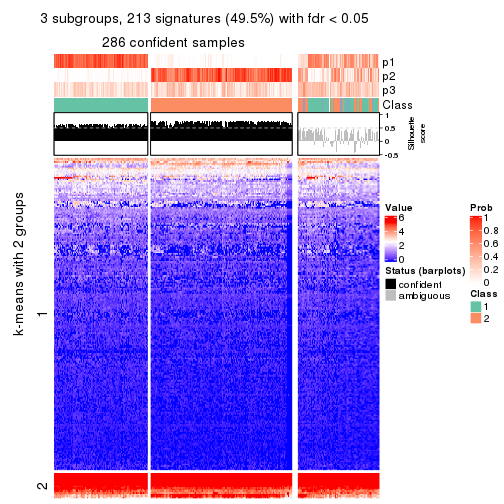 3 subgroups, 213 signatures (49.5%) with fdr < 0.05
286 confident samples
p1
p2
p3
Class
1
0.5
0
-0.5
Silhouette
score
k-means with 2 groups
1
2
Value
6
4
2
0
Status (barplots)
confident
ambiguous
Prob
1
0.8
0.6
0.4
0.2
0
Class
1
2